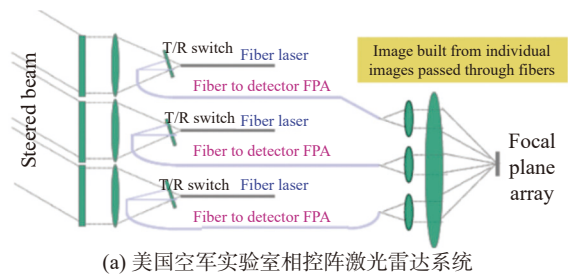 Steered beam
T/R switch
Fiber laser
Fiber to detector FPA
T/R switch
Fiber laser
Fiber to detector FPA
T/R switch
Fiber laser
Fiber to detector FPA
Image built from individual
images passed through fibers
Focal
plane
array
(a) 美国空军实验室相控阵激光雷达系统